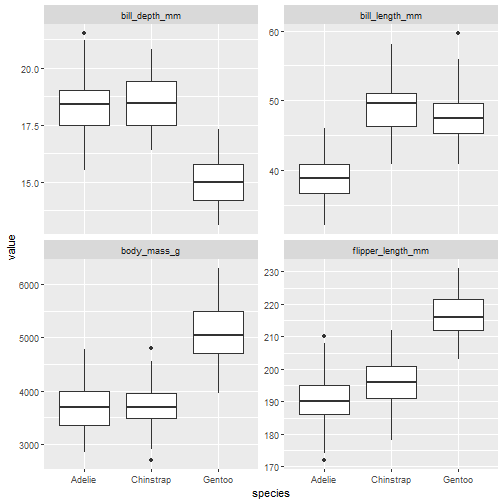 bill_depth_mm
bill_length_mm
20.0
17.5
15.0
60
50
40
value
body_mass_g
flipper_length_mm
6000
5000
4000
3000
230
220
210
200
190
180
170
Adelie Chinstrap Gentoo
Adelie Chinstrap Gentoo
species